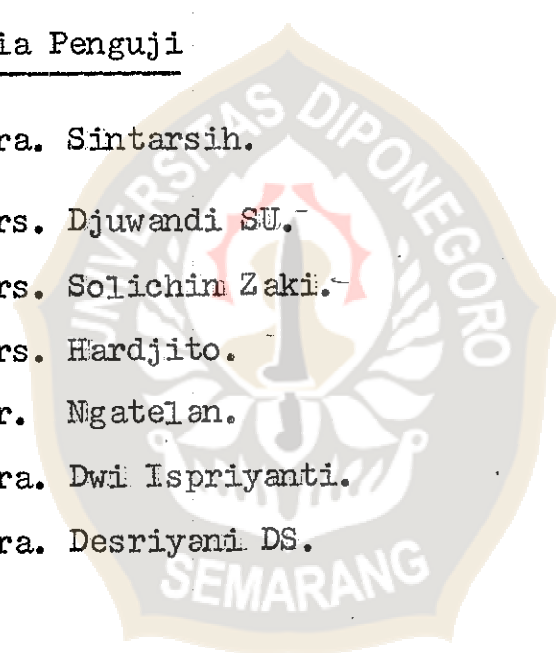 ia Penguji
ra. Sintarsih.
rs. Djuwandi SU.
rs. Solichim Zaki.
rs. Hardjito.
r. Ngatelan.
ra. Dwi Ispriyanti.
ra. Desriyani DS.
UNIVERSITAS DIPONEGORO
SEMARANG